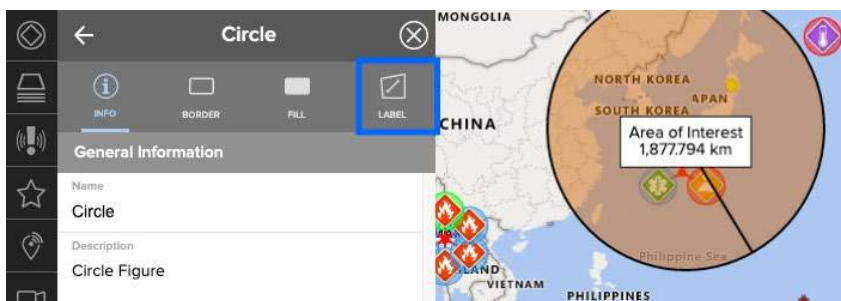 Circle
INFO
BORDER
FILL
LABEL
General Information
Name
Circle
Description
Circle Figure
MONGOLIA
NORTH KOREA
APAN
SOUTH KOREA
CHINA
Area of Interest
1,877.794 km
Philippine Sea
LAND
VIETNAM
PHILIPPINES